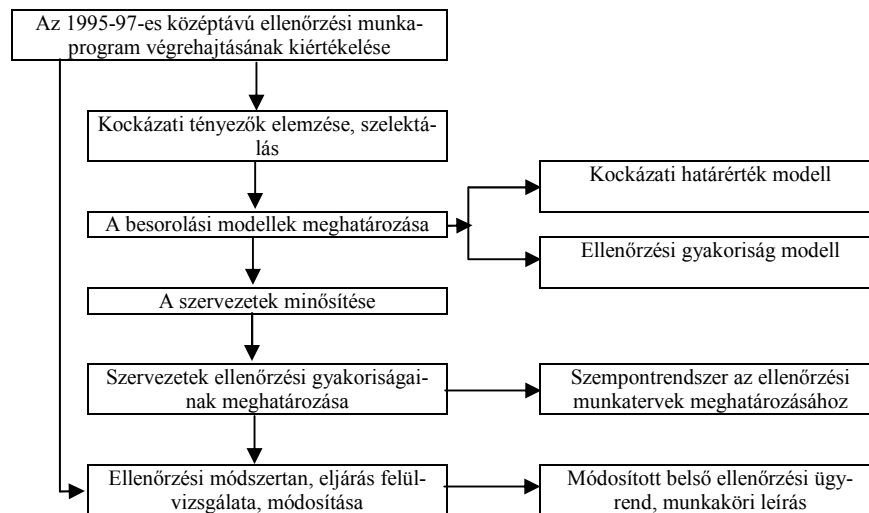 Az 1995-97-es középtávú ellenőrzési munka-
program végrehajtásának kiértékelése
Kockázati tényezők elemzése, szelektá-
lás
Kockázati határérték modell
A besorolási modellek meghatározása
Ellenőrzési gyakoriság modell
A szervezetek minősítése
Szervezetek ellenőrzési gyakoriságai-
nak meghatározása
Szempontrendszer az ellenőrzési
munkatervek meghatározásához
Ellenőrzési módszertan, eljárás felül-
vizsgálata, módosítása
Módosított belső ellenőrzési ügy-
rend, munkaköri leírás